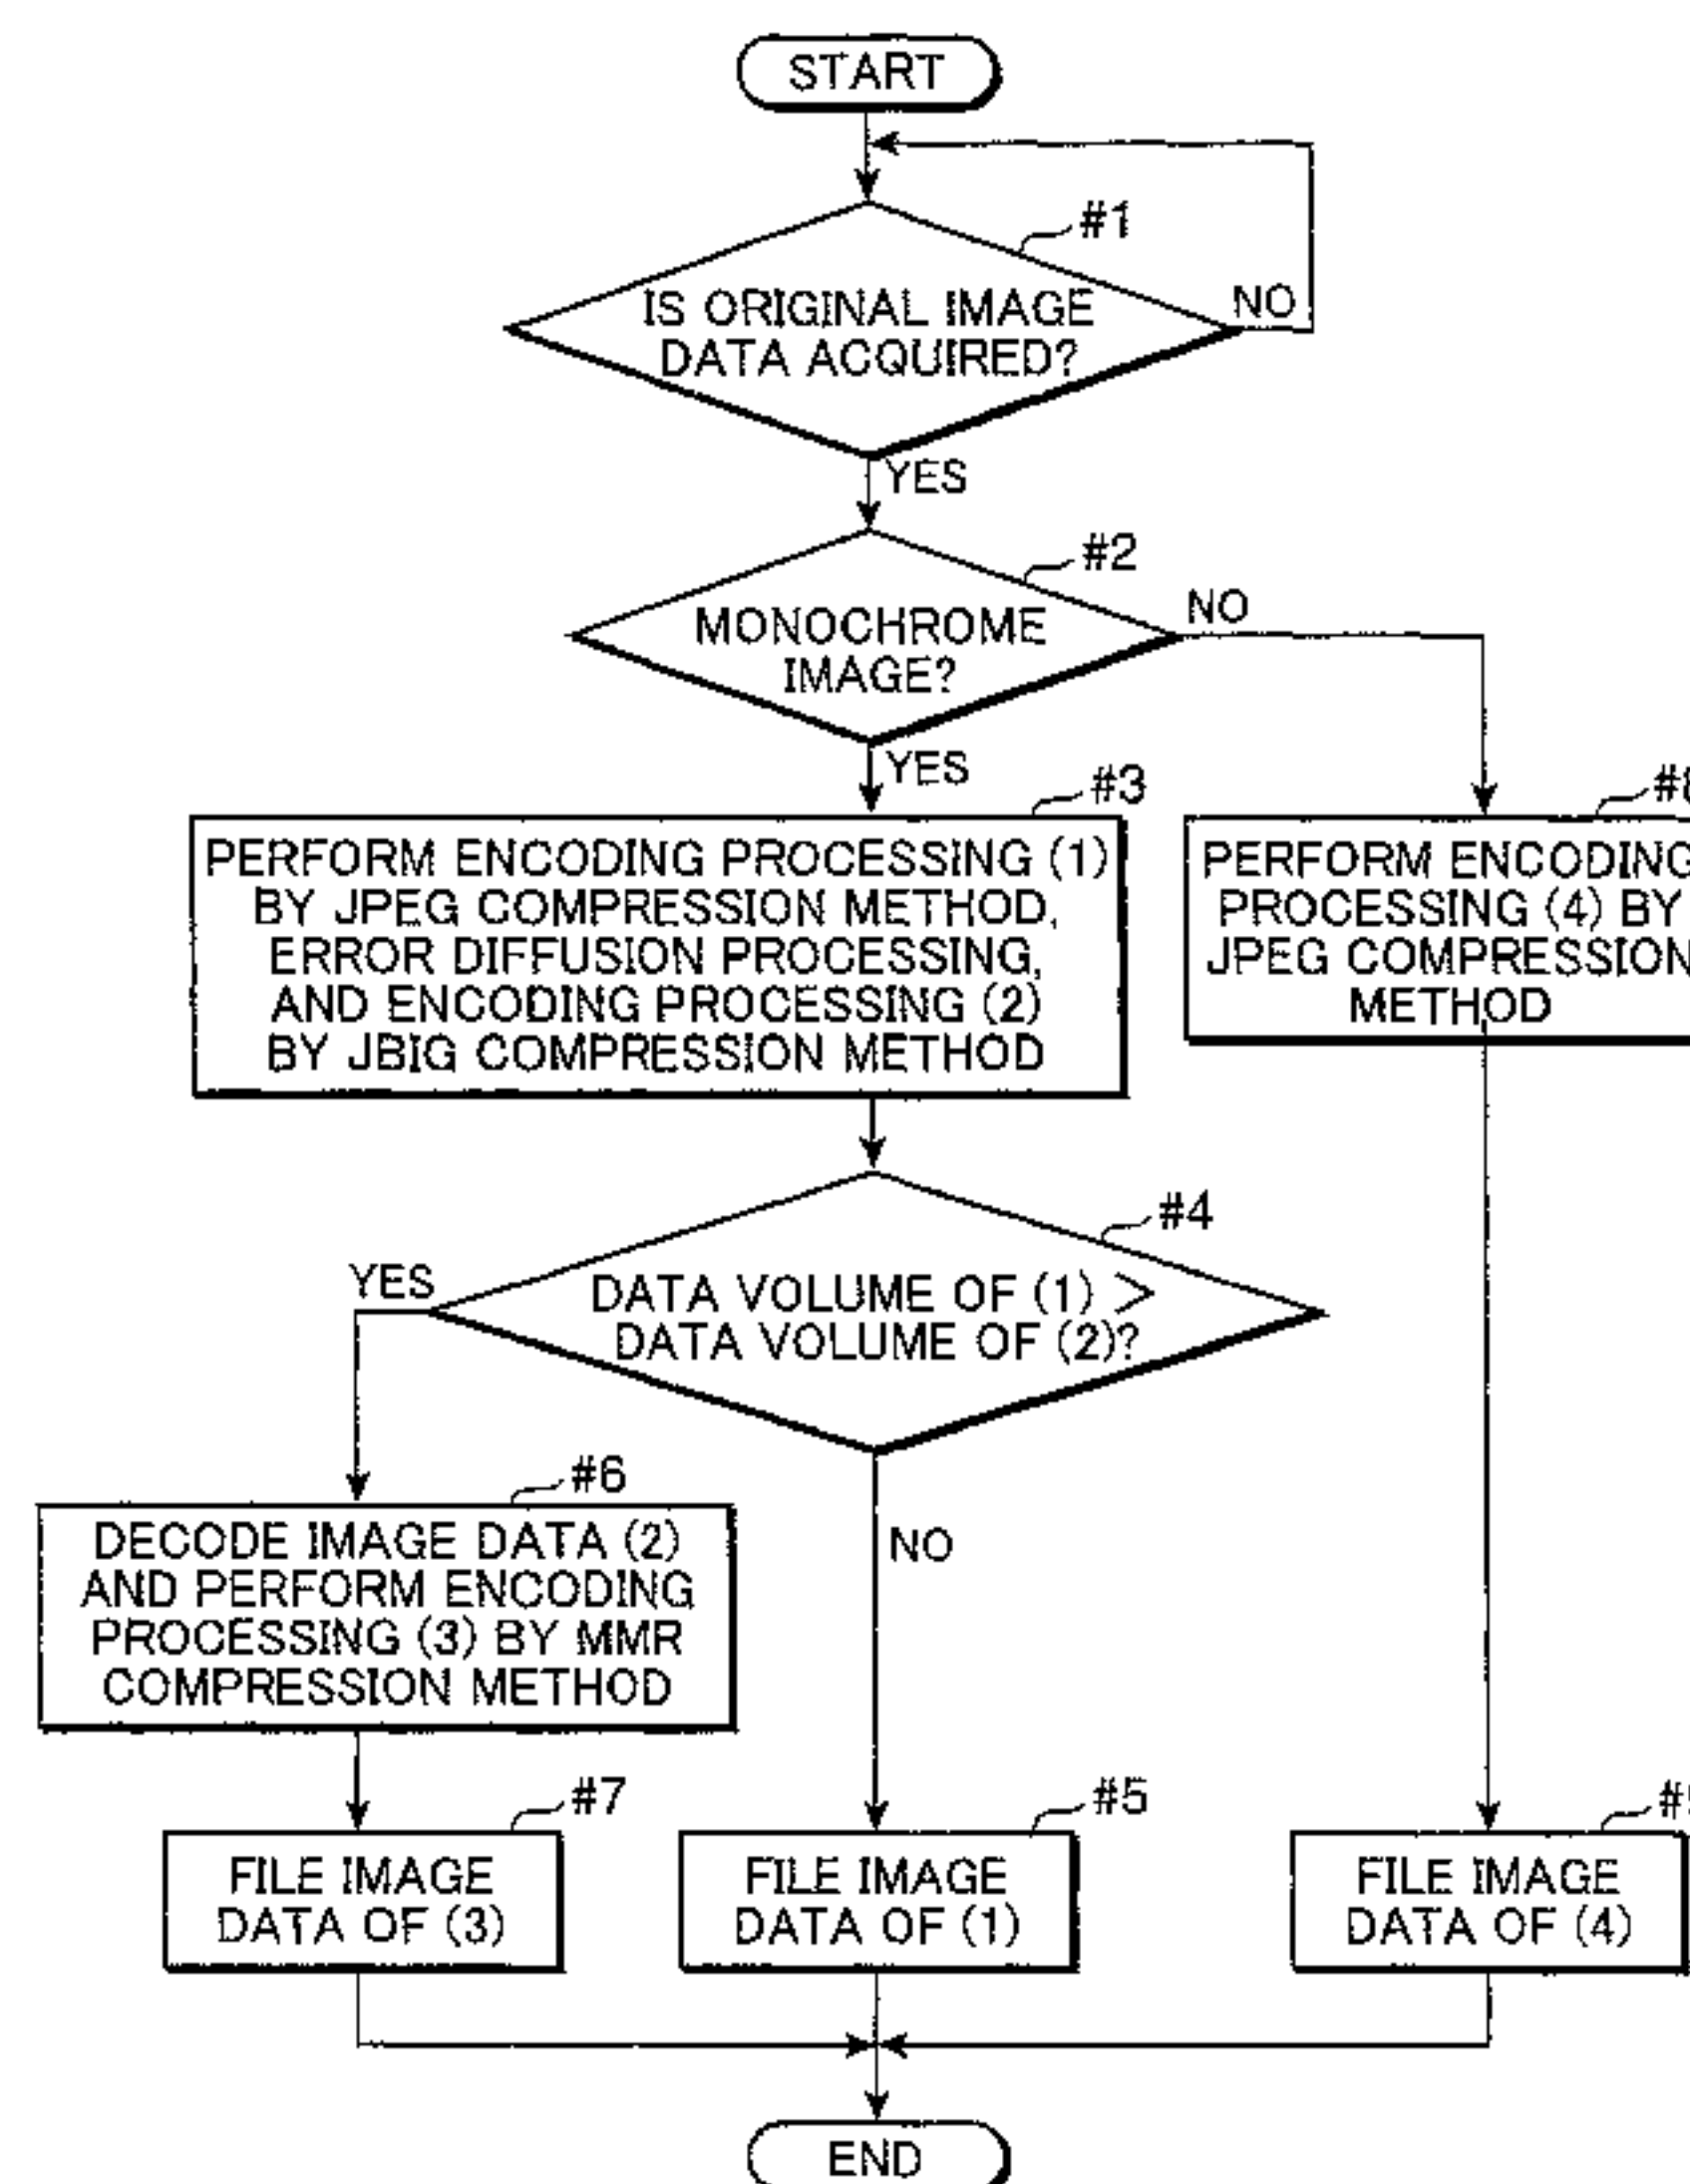 START
#1
IS ORIGINAL IMAGE
DATA ACQUIRED?
NO
YES
#2
MONOCHROME
IMAGE?
NO
YES
#3
PERFORM ENCODING PROCESSING (1)
BY JPEG COMPRESSION METHOD,
ERROR DIFFUSION PROCESSING,
AND ENCODING PROCESSING (2)
BY JBIG COMPRESSION METHOD
#8
PERFORM ENCODING
PROCESSING (4) BY
JPEG COMPRESSION
METHOD
#4
DATA VOLUME OF (1) >
DATA VOLUME OF (2)?
YES
NO
#6
DECODE IMAGE DATA (2)
AND PERFORM ENCODING
PROCESSING (3) BY MMR
COMPRESSION METHOD
#7
FILE IMAGE
DATA OF (3)
#5
FILE IMAGE
DATA OF (1)
#9
FILE IMAGE
DATA OF (4)
END